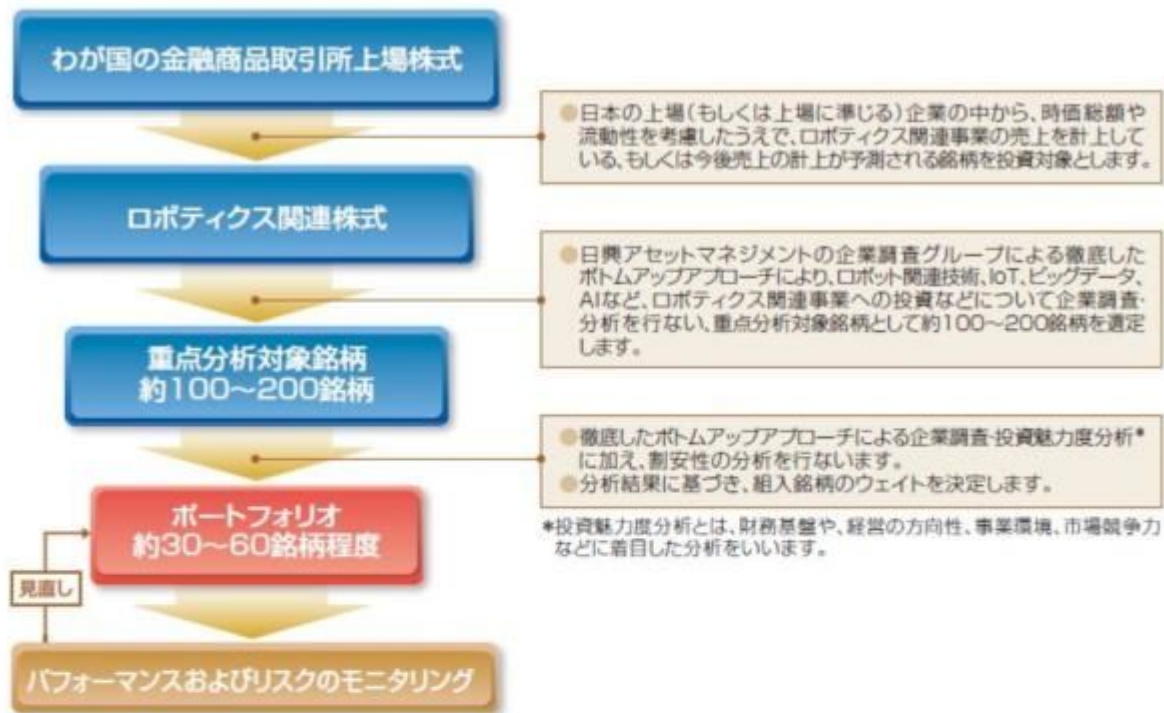 わが国の金融商品取引所上場株式
●日本の上場(もしくは上場に準じる)企業の中から、時価総額や
流動性を考慮したうえで、ロボティクス関連事業の売上を計上して
いる、もしくは今後売上の計上が予測される銘柄を投資対象とします。
ロボティクス関連株式
●日興アセットマネジメントの企業調査グループによる徹底した
ボトムアップアプローチにより、ロボット関連技術、IoT、ビッグデータ、
AIなど、ロボティクス関連事業への投資などについて企業調査・
分析を行ない、重点分析対象銘柄として約100〜200銘柄を選定
します。
重点分析対象銘柄
約100〜200銘柄
●徹底したボトムアップアプローチによる企業調査・投資魅力度分析*
に加え、割安性の分析を行ないます。
●分析結果に基づき、組入銘柄のウェイトを決定します。
*投資魅力度分析とは、財務基盤や、経営の方向性、事業環境、市場競争力
などに着目した分析をいいます。
ポートフォリオ
約30〜60銘柄程度
見直し
パフォーマンスおよびリスクのモニタリング